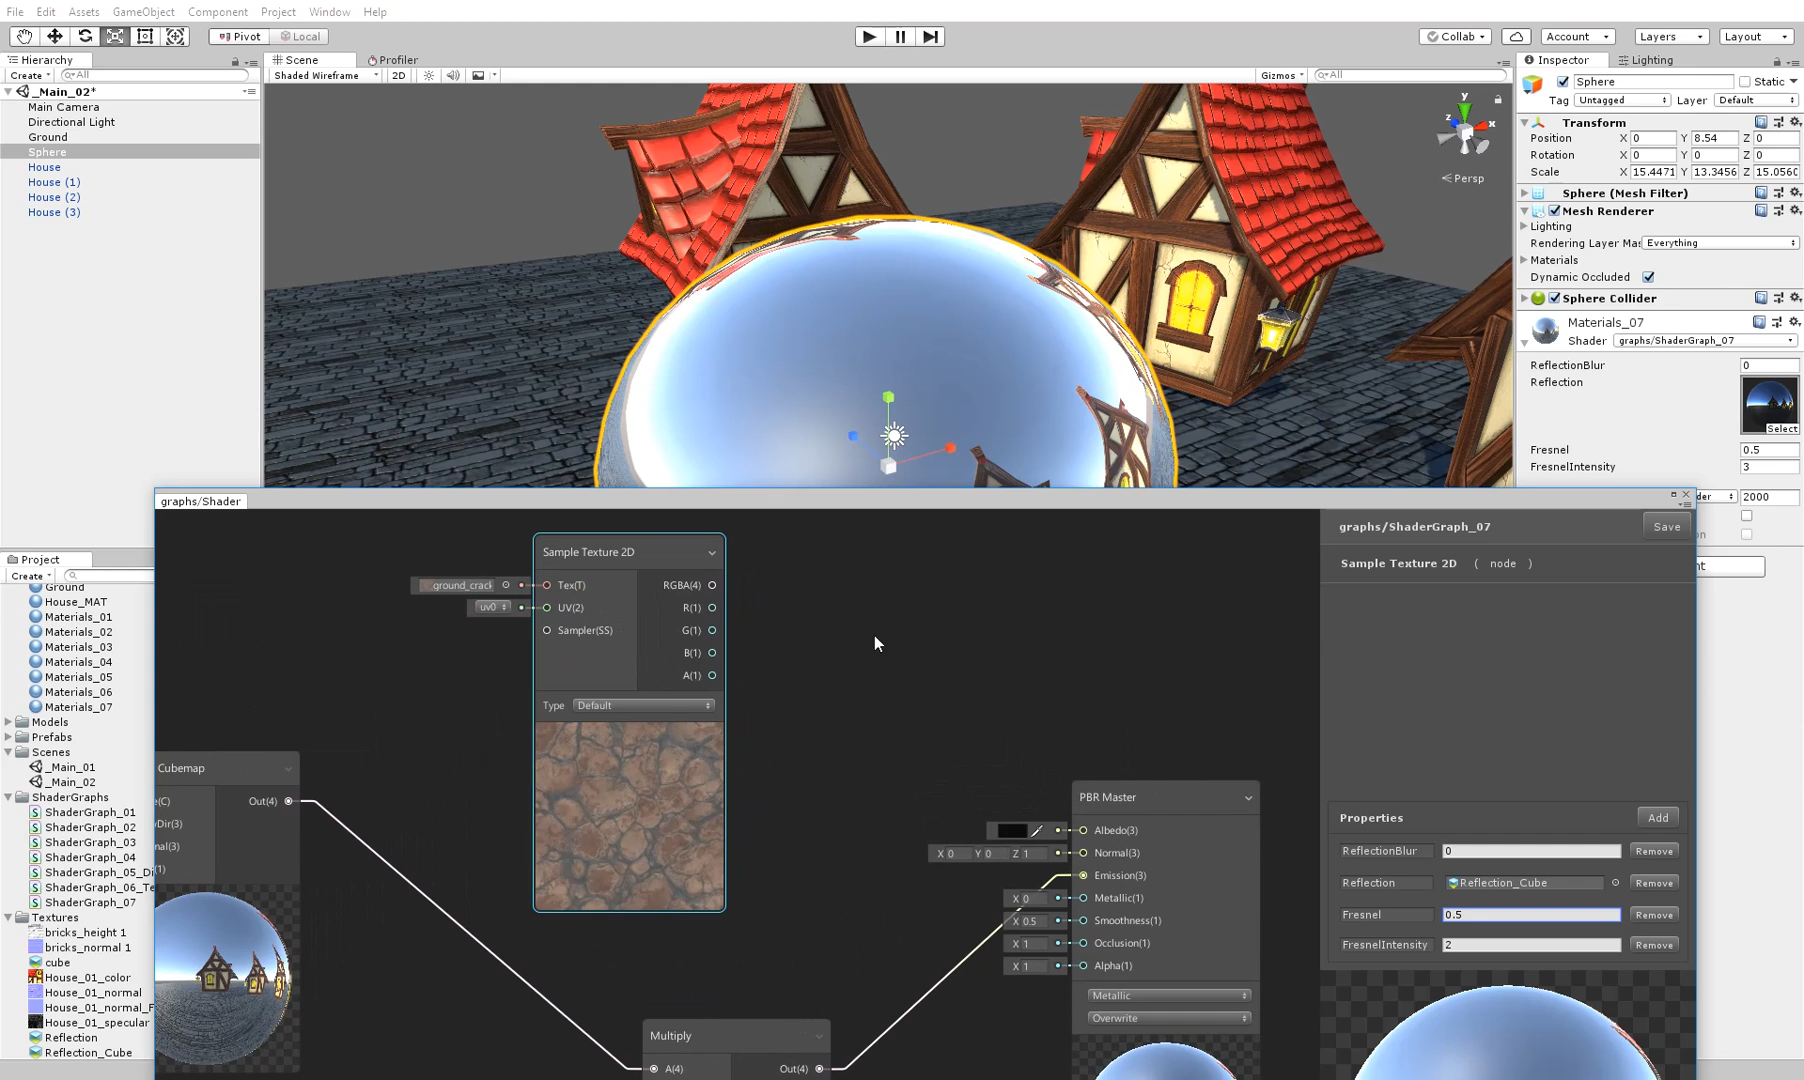 File Edit Assets GameObject Component Project Window Help
Pivot Local Collab Account Layers Layout
Hierarchy
Create All
_Main_02*
Main Camera
Directional Light
Ground
Sphere
House
House (1)
House (2)
House (3)
Scene Profiler
Shaded Wireframe 2D Gizmos All
y
z x
Persp
Inspector Lighting
Sphere Static
Tag Untagged Layer Default
Transform
Position X 0 Y 8.54 Z 0
Rotation X 0 Y 0 Z 0
Scale X 15.4471 Y 13.3456 Z 15.0560
Sphere (Mesh Filter)
Mesh Renderer
Lighting
Rendering Layer Mas Everything
Materials
Dynamic Occluded
Sphere Collider
Materials_07
Shader graphs/ShaderGraph_07
ReflectionBlur 0
Reflection
Select
Fresnel 0.5
FresnelIntensity 3
der 2000
Project
Create
Ground
House_MAT
Materials_01
Materials_02
Materials_03
Materials_04
Materials_05
Materials_06
Materials_07
Models
Prefabs
Scenes
_Main_01
_Main_02
ShaderGraphs
ShaderGraph_01
ShaderGraph_02
ShaderGraph_03
ShaderGraph_04
ShaderGraph_05_Di
ShaderGraph_06_Te
ShaderGraph_07
Textures
bricks_height 1
bricks_normal 1
cube
House_01_color
House_01_normal
House_01_normal_F
House_01_specular
Reflection
Reflection_Cube
graphs/Shader
Sample Texture 2D
ground_crack Tex(T) RGBA(4)
uv0 UV(2) R(1)
Sampler(SS) G(1)
B(1)
A(1)
Type Default
Cubemap
e(C) Out(4)
Dir(3)
nal(3)
(1)
Multiply
A(4) Out(4)
PBR Master
Albedo(3)
X 0 Y 0 Z 1 Normal(3)
Emission(3)
X 0 Metallic(1)
X 0.5 Smoothness(1)
X 1 Occlusion(1)
X 1 Alpha(1)
Metallic
Overwrite
graphs/ShaderGraph_07 Save
Sample Texture 2D ( node )
Properties Add
ReflectionBlur 0 Remove
Reflection Reflection_Cube Remove
Fresnel 0.5 Remove
FresnelIntensity 2 Remove